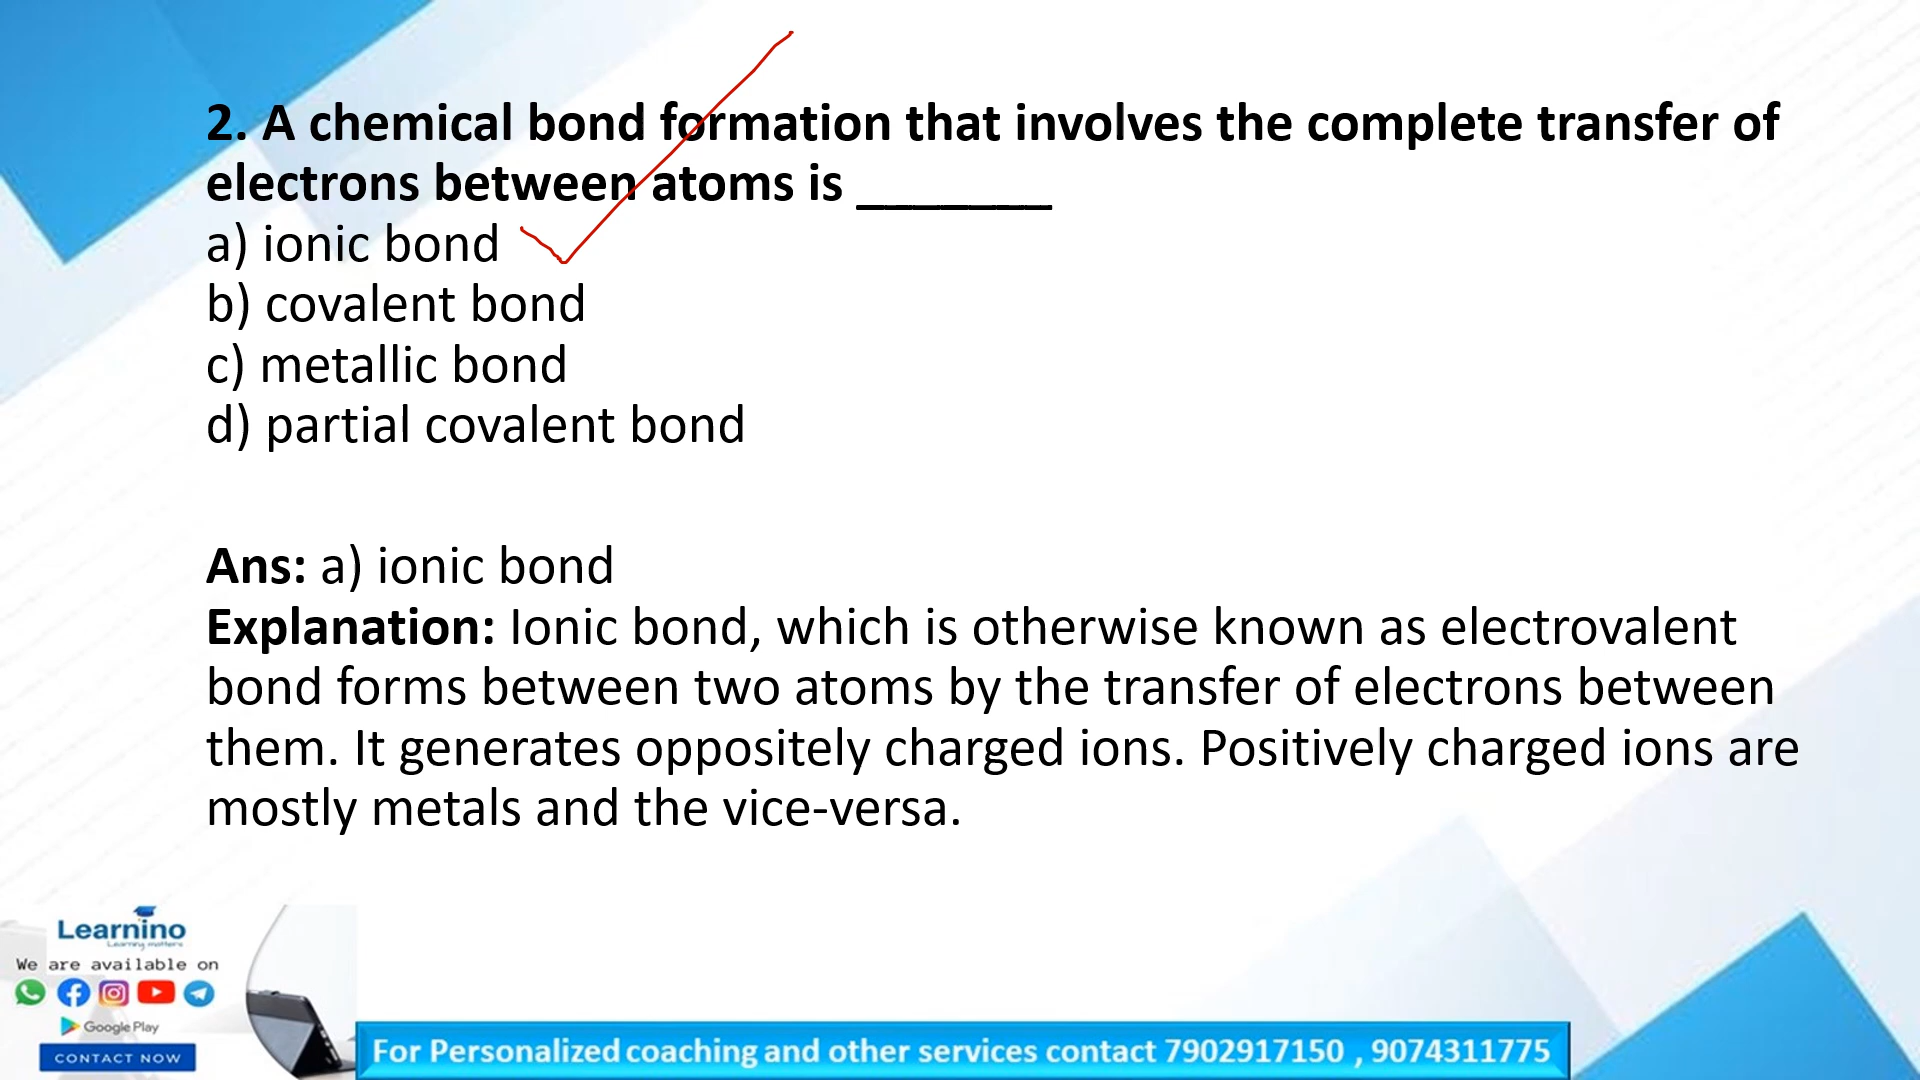 2. A chemical bond formation that involves the complete transfer of
electrons between atoms is _______
a) ionic bond
b) covalent bond
c) metallic bond
d) partial covalent bond
Ans: a) ionic bond
Explanation: Ionic bond, which is otherwise known as electrovalent
bond forms between two atoms by the transfer of electrons between
them. It generates oppositely charged ions. Positively charged ions are
mostly metals and the vice-versa.
Learnino
Learning matters
We are available on
Google Play
CONTACT NOW
For Personalized coaching and other services contact 7902917150 , 9074311775